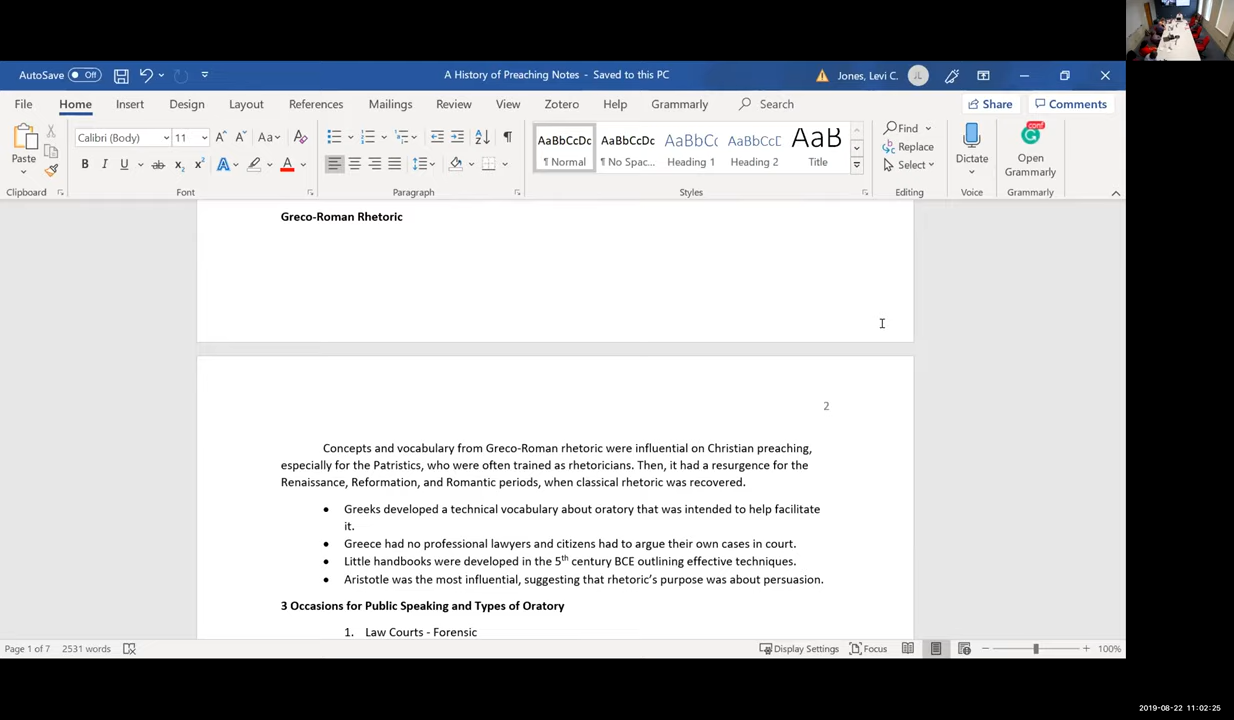 AutoSave Off A History of Preaching Notes - Saved to this PC Jones, Levi C. JL
File Home Insert Design Layout References Mailings Review View Zotero Help Grammarly Search Share Comments
Paste Calibri (Body) 11 Aa AaBbCcDc AaBbCcDc AaBbCc AaBbCcD AaB Find
Replace
B I U ab x₂ x² A A ¶ Normal ¶ No Spac... Heading 1 Heading 2 Title Select Dictate Open Grammarly
Clipboard Font Paragraph Styles Editing Voice Grammarly
Greco-Roman Rhetoric
2
Concepts and vocabulary from Greco-Roman rhetoric were influential on Christian preaching,
especially for the Patristics, who were often trained as rhetoricians. Then, it had a resurgence for the
Renaissance, Reformation, and Romantic periods, when classical rhetoric was recovered.
• Greeks developed a technical vocabulary about oratory that was intended to help facilitate
it.
• Greece had no professional lawyers and citizens had to argue their own cases in court.
• Little handbooks were developed in the 5th century BCE outlining effective techniques.
• Aristotle was the most influential, suggesting that rhetoric's purpose was about persuasion.
3 Occasions for Public Speaking and Types of Oratory
1. Law Courts - Forensic
Page 1 of 7 2531 words Display Settings Focus 100%
2019-08-22 11:02:25